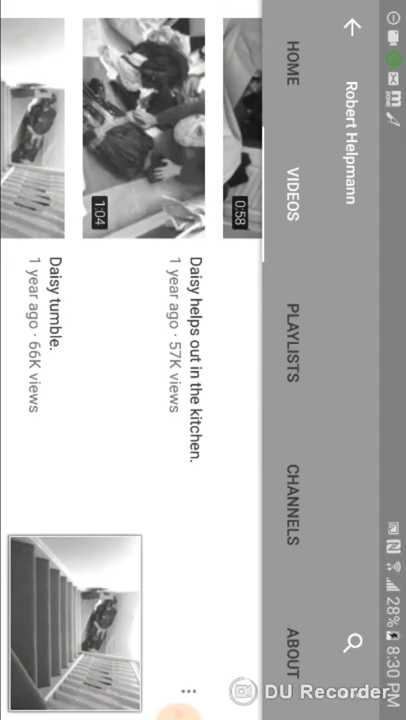 28% 8:30 PM
Robert Helpmann
HOME VIDEOS PLAYLISTS CHANNELS ABOUT
0:58
1:04
Daisy helps out in the kitchen.
1 year ago · 57K views
Daisy tumble.
1 year ago · 66K views
DU Recorder